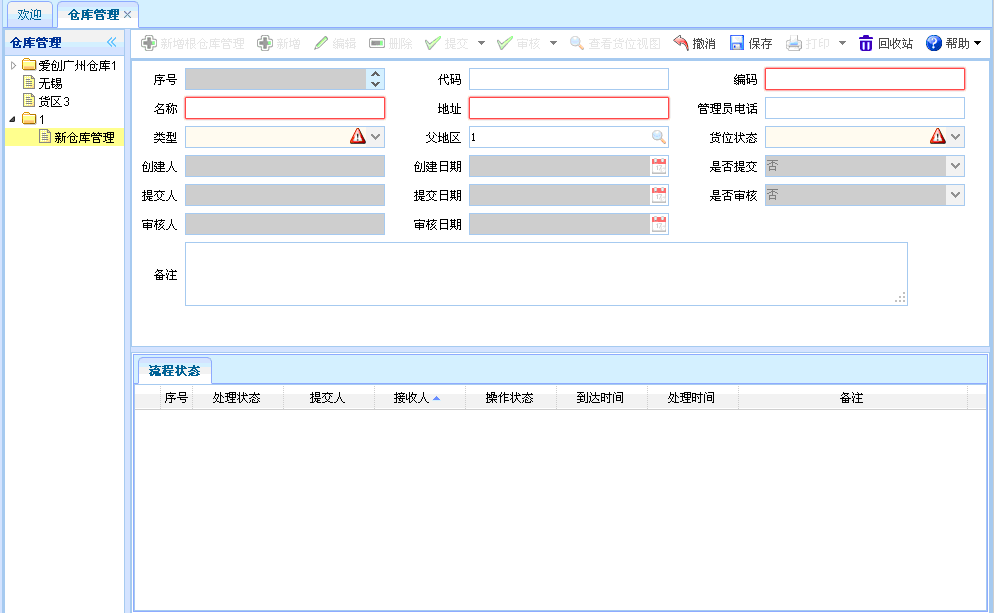 欢迎 仓库管理
仓库管理 新增根仓库管理 新增 编辑 删除 提交 审核 查看货位视图 撤消 保存 打印 回收站 帮助
爱创广州仓库1
无锡
货区3
1
新仓库管理
序号 代码 编码
名称 地址 管理员电话
类型 父地区 1 货位状态
创建人 创建日期 是否提交 否
提交人 提交日期 是否审核 否
审核人 审核日期
备注
流程状态
序号 处理状态 提交人 接收人 操作状态 到达时间 处理时间 备注